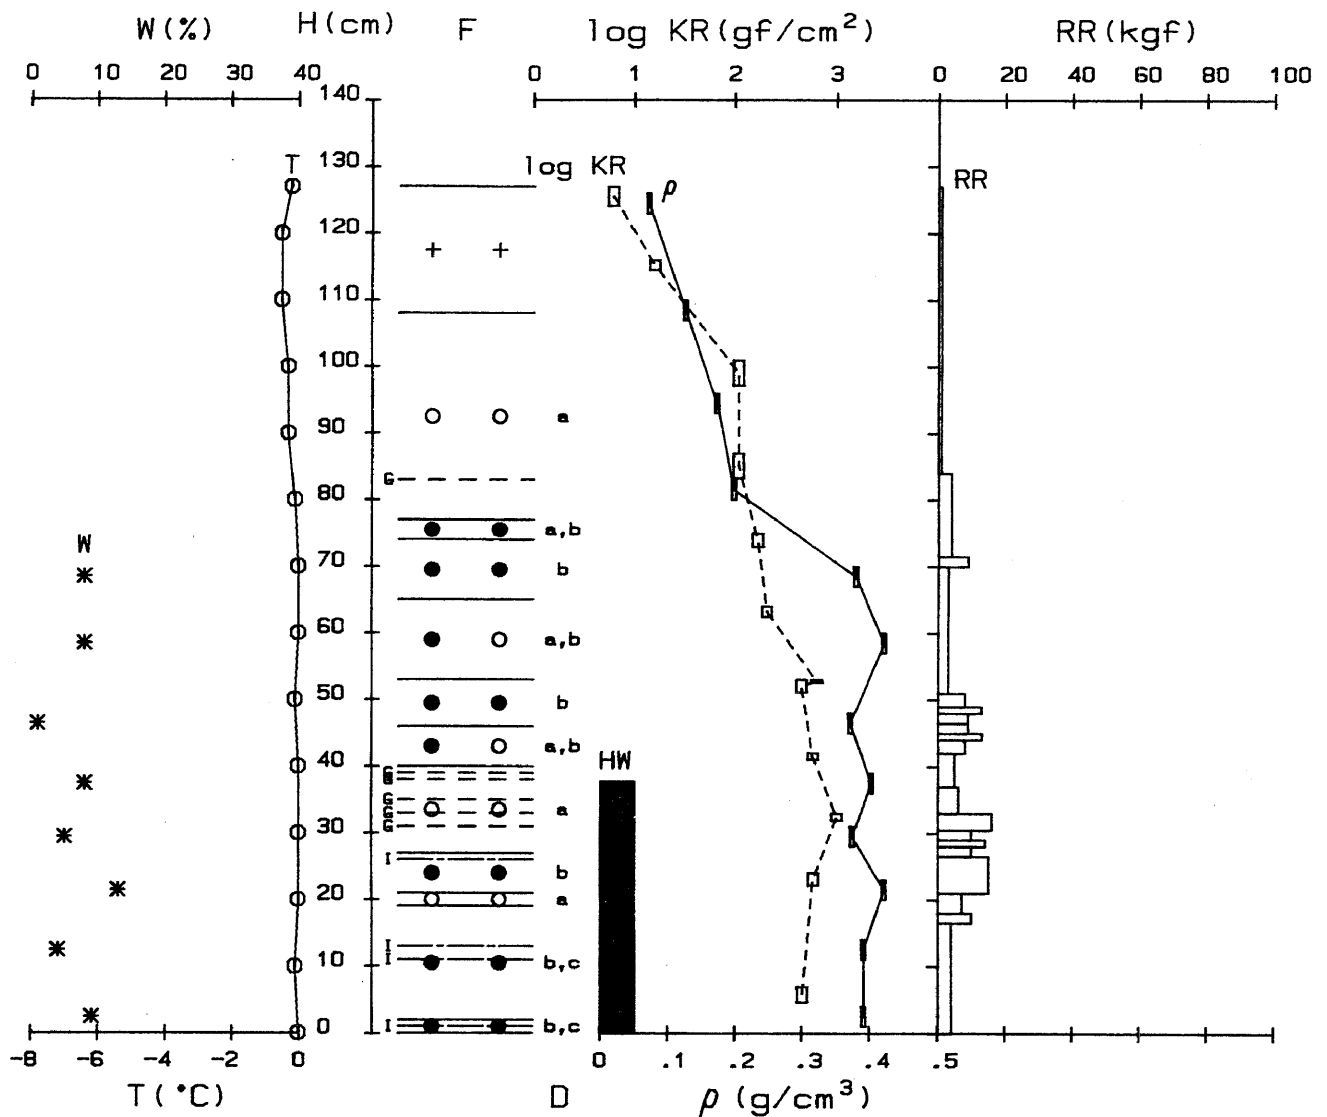 W(%) H(cm) F log KR(gf/cm²) RR(kgf)
0 10 20 30 40 0 1 2 3 0 20 40 60 80 100
140
130
T log KR ρ RR
120
+ +
110
100
90
a
G
80
a,b
W
70
b
60
a,b
50
b
a,b
40
HW
G
G
G
a
G
30
I
b
20
a
I
10
I
b,c
0
I
b,c
-8 -6 -4 -2 0 0 .1 .2 .3 .4 .5
T(°C) D ρ(g/cm³)